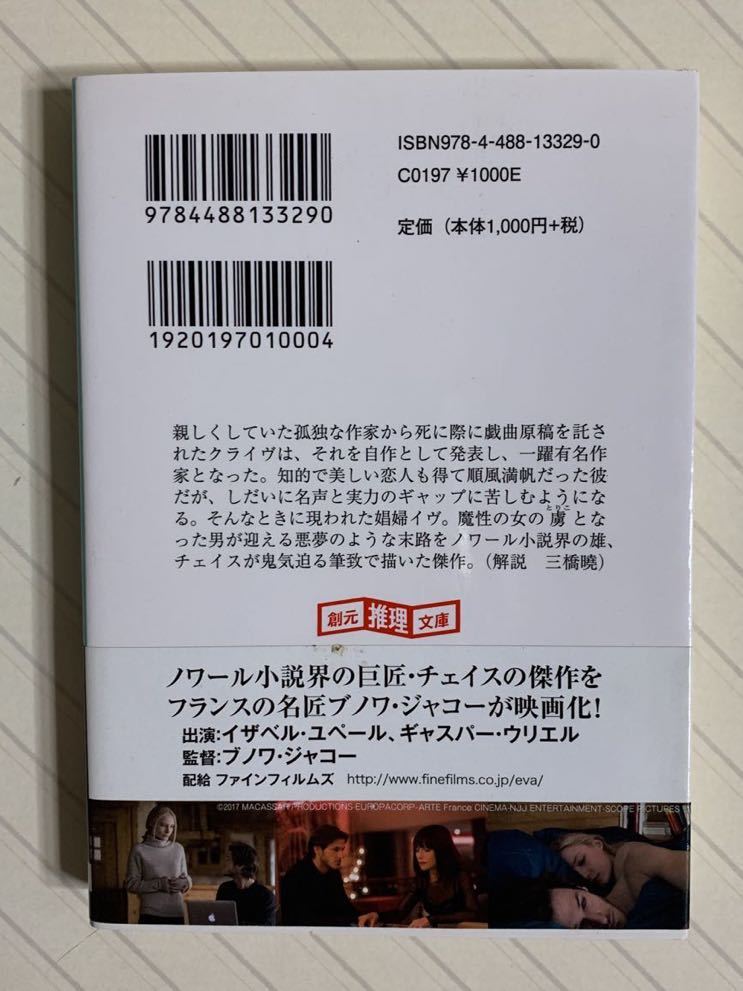 ISBN978-4-488-13329-0
C0197 ¥1000E
9784488133290
定価（本体1,000円+税）
1920197010004
親しくしていた孤独な作家から死に際に戯曲原稿を託さ
れたクライヴは、それを自作として発表し、一躍有名作
家となった。知的で美しい恋人も得て順風満帆だった彼
だが、しだいに名声と実力のギャップに苦しむようにな
る。そんなときに現われた娼婦イヴ。魔性の女の虜とな
とりこ
った男が迎える悪夢のような末路をノワール小説界の雄、
チェイスが鬼気迫る筆致で描いた傑作。（解説　三橋曉）
創元推理文庫
ノワール小説界の巨匠・チェイスの傑作を
フランスの名匠ブノワ・ジャコーが映画化！
出演：イザベル・ユペール、ギャスパー・ウリエル
監督：ブノワ・ジャコー
配給 ファインフィルムズ　http://www.finefilms.co.jp/eva/
©2017 MACASSAR PRODUCTIONS-EUROPACORP-ARTE France CINEMA-NJJ ENTERTAINMENT-SCOPE PICTURES